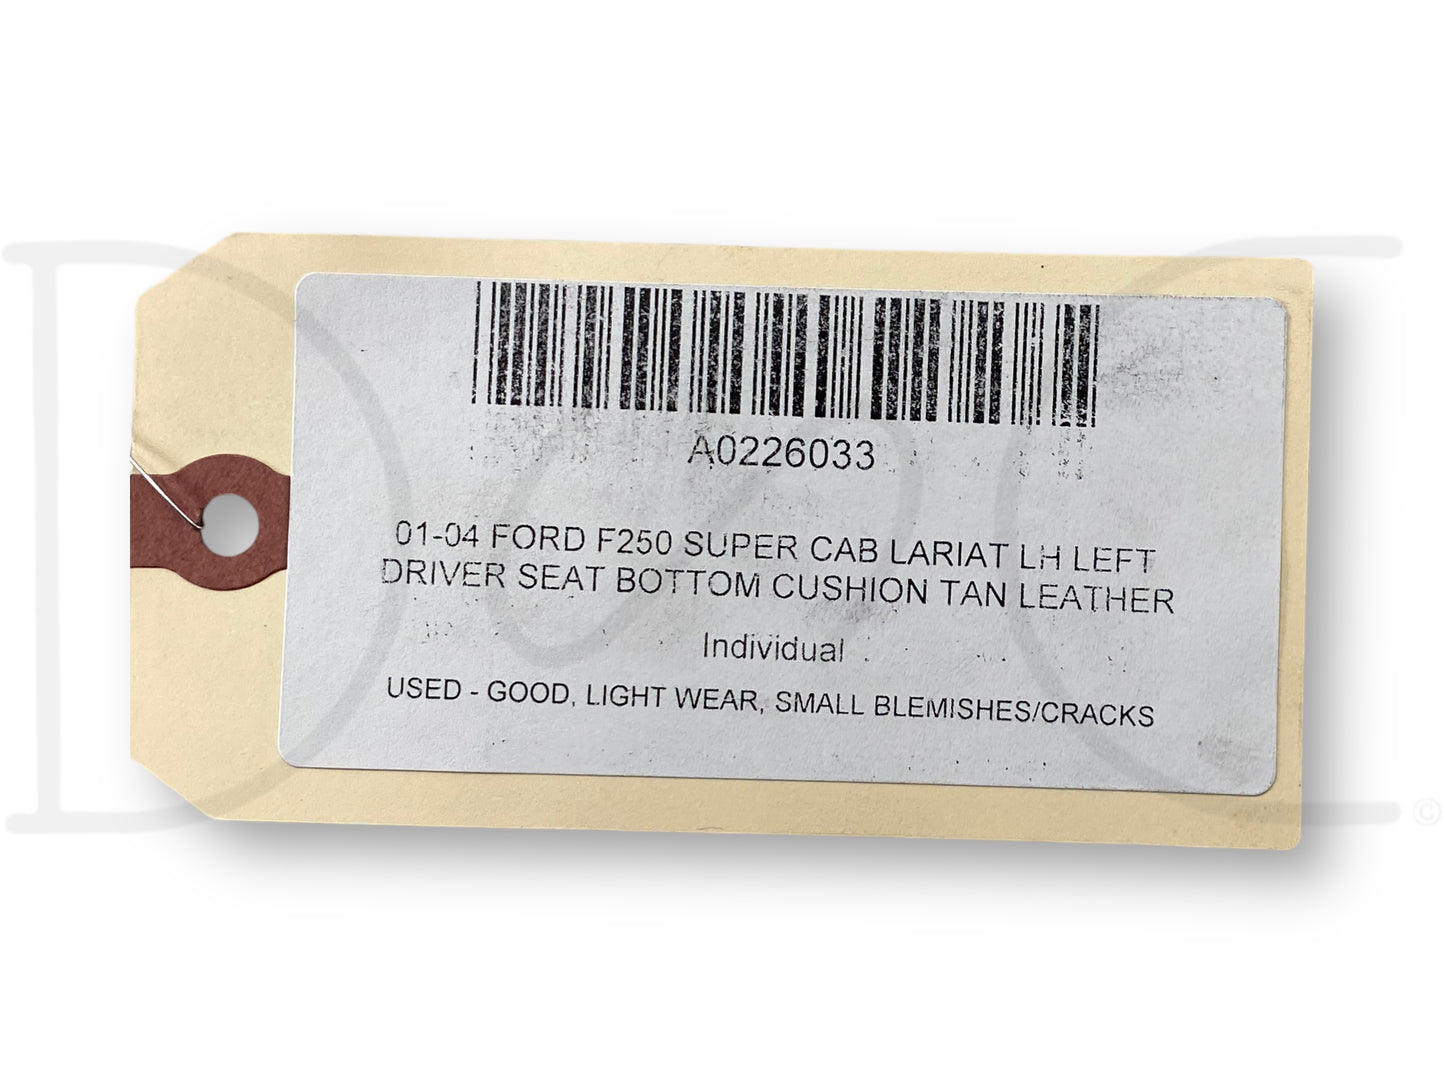 A0226033
01-04 FORD F250 SUPER CAB LARIAT LH LEFT
DRIVER SEAT BOTTOM CUSHION TAN LEATHER
Individual
USED - GOOD, LIGHT WEAR, SMALL BLEMISHES/CRACKS
D C ©